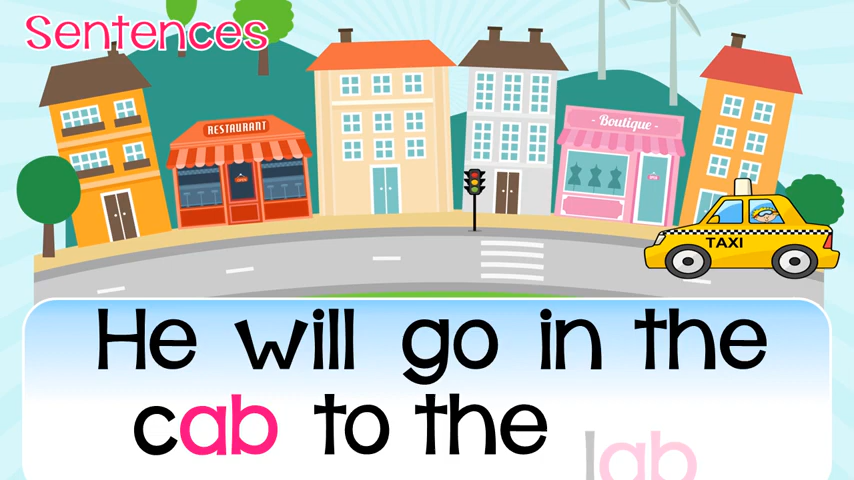 Sentences
RESTAURANT
- Boutique -
TAXI
He will go in the
cab to the lab